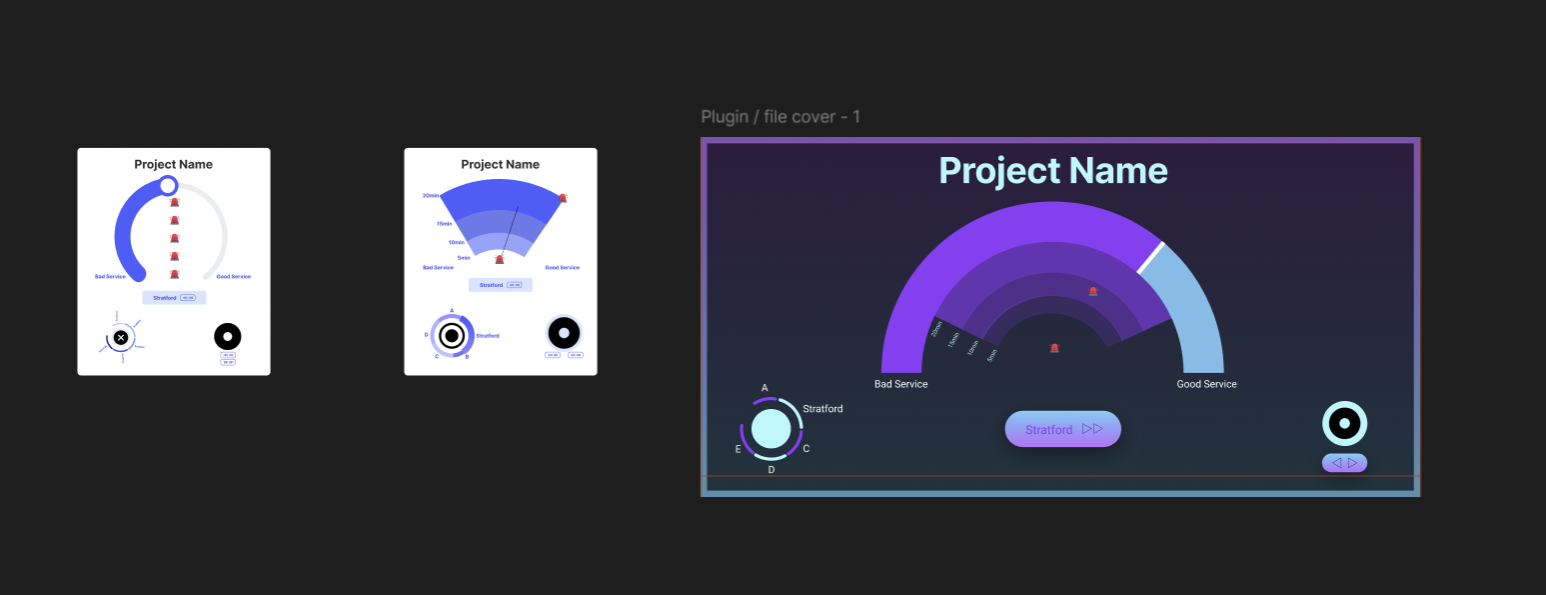 Plugin / file cover - 1
Project Name
Bad Service
Good Service
Stratford
Project Name
20min
15min
10min
5min
Bad Service
Good Service
Stratford
A
D
Stratford
C
B
Project Name
20min
15min
10min
5min
Bad Service
Good Service
A
Stratford
E
C
D
Stratford